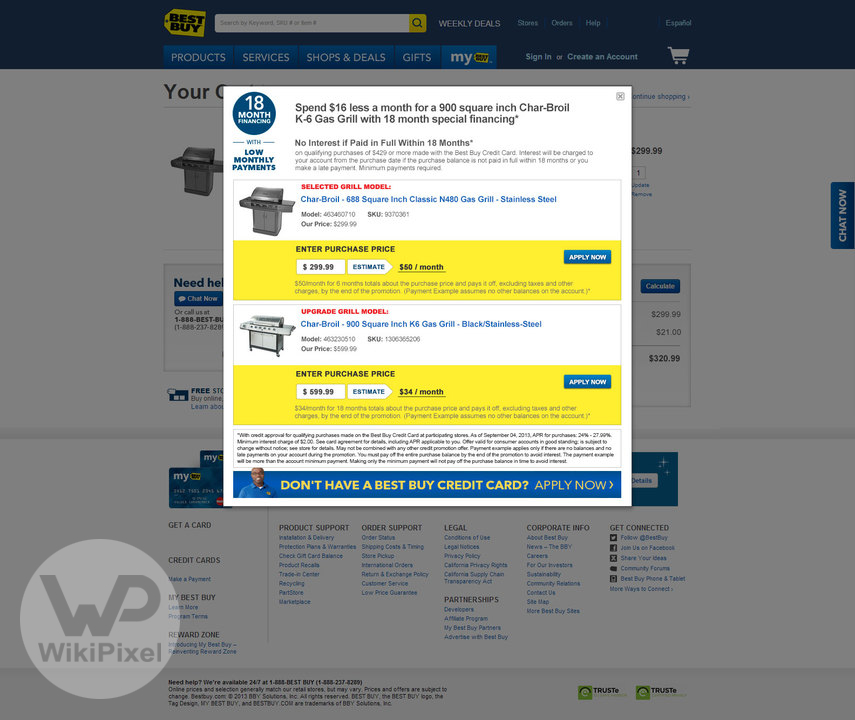 BEST BUY
Search by Keyword, SKU # or Item #
WEEKLY DEALS
Stores
Orders
Help
Español
PRODUCTS
SERVICES
SHOPS & DEALS
GIFTS
my BEST BUY
Sign In or Create an Account
Your C
ontinue shopping ›
18
MONTH
FINANCING
WITH
LOW
MONTHLY
PAYMENTS
Spend $16 less a month for a 900 square inch Char-Broil
K-6 Gas Grill with 18 month special financing*
No Interest if Paid in Full Within 18 Months*
on qualifying purchases of $429 or more made with the Best Buy Credit Card. Interest will be charged to
your account from the purchase date if the purchase balance is not paid in full within 18 months or you
make a late payment. Minimum payments required.
SELECTED GRILL MODEL:
Char-Broil - 688 Square Inch Classic N480 Gas Grill - Stainless Steel
Model: 463460710 SKU: 9370361
Our Price: $299.99
ENTER PURCHASE PRICE
$ 299.99
ESTIMATE
$50 / month
APPLY NOW
$50/month for 6 months totals about the purchase price and pays it off, excluding taxes and other
charges, by the end of the promotion. (Payment Example assumes no other balances on the account.)*
UPGRADE GRILL MODEL:
Char-Broil - 900 Square Inch K6 Gas Grill - Black/Stainless-Steel
Model: 463230510 SKU: 1306365206
Our Price: $599.99
ENTER PURCHASE PRICE
$ 599.99
ESTIMATE
$34 / month
APPLY NOW
$34/month for 18 months totals about the purchase price and pays it off, excluding taxes and other
charges, by the end of the promotion. (Payment Example assumes no other balances on the account.)*
*With credit approval for qualifying purchases made on the Best Buy Credit Card at participating stores. As of September 04, 2013, APR for purchases: 24% - 27.99%.
Minimum interest charge of $2.00. See card agreement for details, including APR applicable to you. Offer valid for consumer accounts in good standing; is subject to
change without notice; see store for details. May not be combined with any other credit promotion offer. Payment example applies only if there are no balances and no
late payments on your account during the promotion. You must pay off the entire purchase balance by the end of the promotion to avoid interest. The payment example
will be more than the account minimum payment. Making only the minimum payment will not pay off the purchase balance in time to avoid interest.
DON'T HAVE A BEST BUY CREDIT CARD? APPLY NOW ›
$299.99
1
Update
Remove
CHAT NOW
Need hel
Chat Now
Or call us at
1-888-BEST-BU
(1-888-237-8289
Calculate
$299.99
$21.00
$320.99
FREE STO
Buy online,
Learn abou
Details
my BEST BUY
GET A CARD
CREDIT CARDS
Make a Payment
MY BEST BUY
Learn More
Program Terms
REWARD ZONE
Introducing My Best Buy –
Reinventing Reward Zone
PRODUCT SUPPORT
Installation & Delivery
Protection Plans & Warranties
Check Gift Card Balance
Product Recalls
Trade-in Center
Recycling
PartStore
Marketplace
ORDER SUPPORT
Order Status
Shipping Costs & Timing
Store Pickup
International Orders
Return & Exchange Policy
Customer Service
Low Price Guarantee
LEGAL
Conditions of Use
Legal Notices
Privacy Policy
California Privacy Rights
California Supply Chain
Transparency Act
PARTNERSHIPS
Developers
Affiliate Program
My Best Buy Partners
Advertise with Best Buy
CORPORATE INFO
About Best Buy
News – The BBY
Careers
For Our Investors
Sustainability
Community Relations
Contact Us
Site Map
More Best Buy Sites
GET CONNECTED
Follow @BestBuy
Join Us on Facebook
Share Your Ideas
Community Forums
Best Buy Phone & Tablet
More Ways to Connect ›
WP
WikiPixel
Need help? We're available 24/7 at 1-888-BEST BUY (1-888-237-8289)
Online prices and selection generally match our retail stores, but may vary. Prices and offers are subject to
change. Bestbuy.com: © 2013 BBY Solutions, Inc. All rights reserved. BEST BUY, the BEST BUY logo, the
Tag Design, MY BEST BUY, and BESTBUY.COM are trademarks of BBY Solutions, Inc.
TRUSTe
TRUSTe